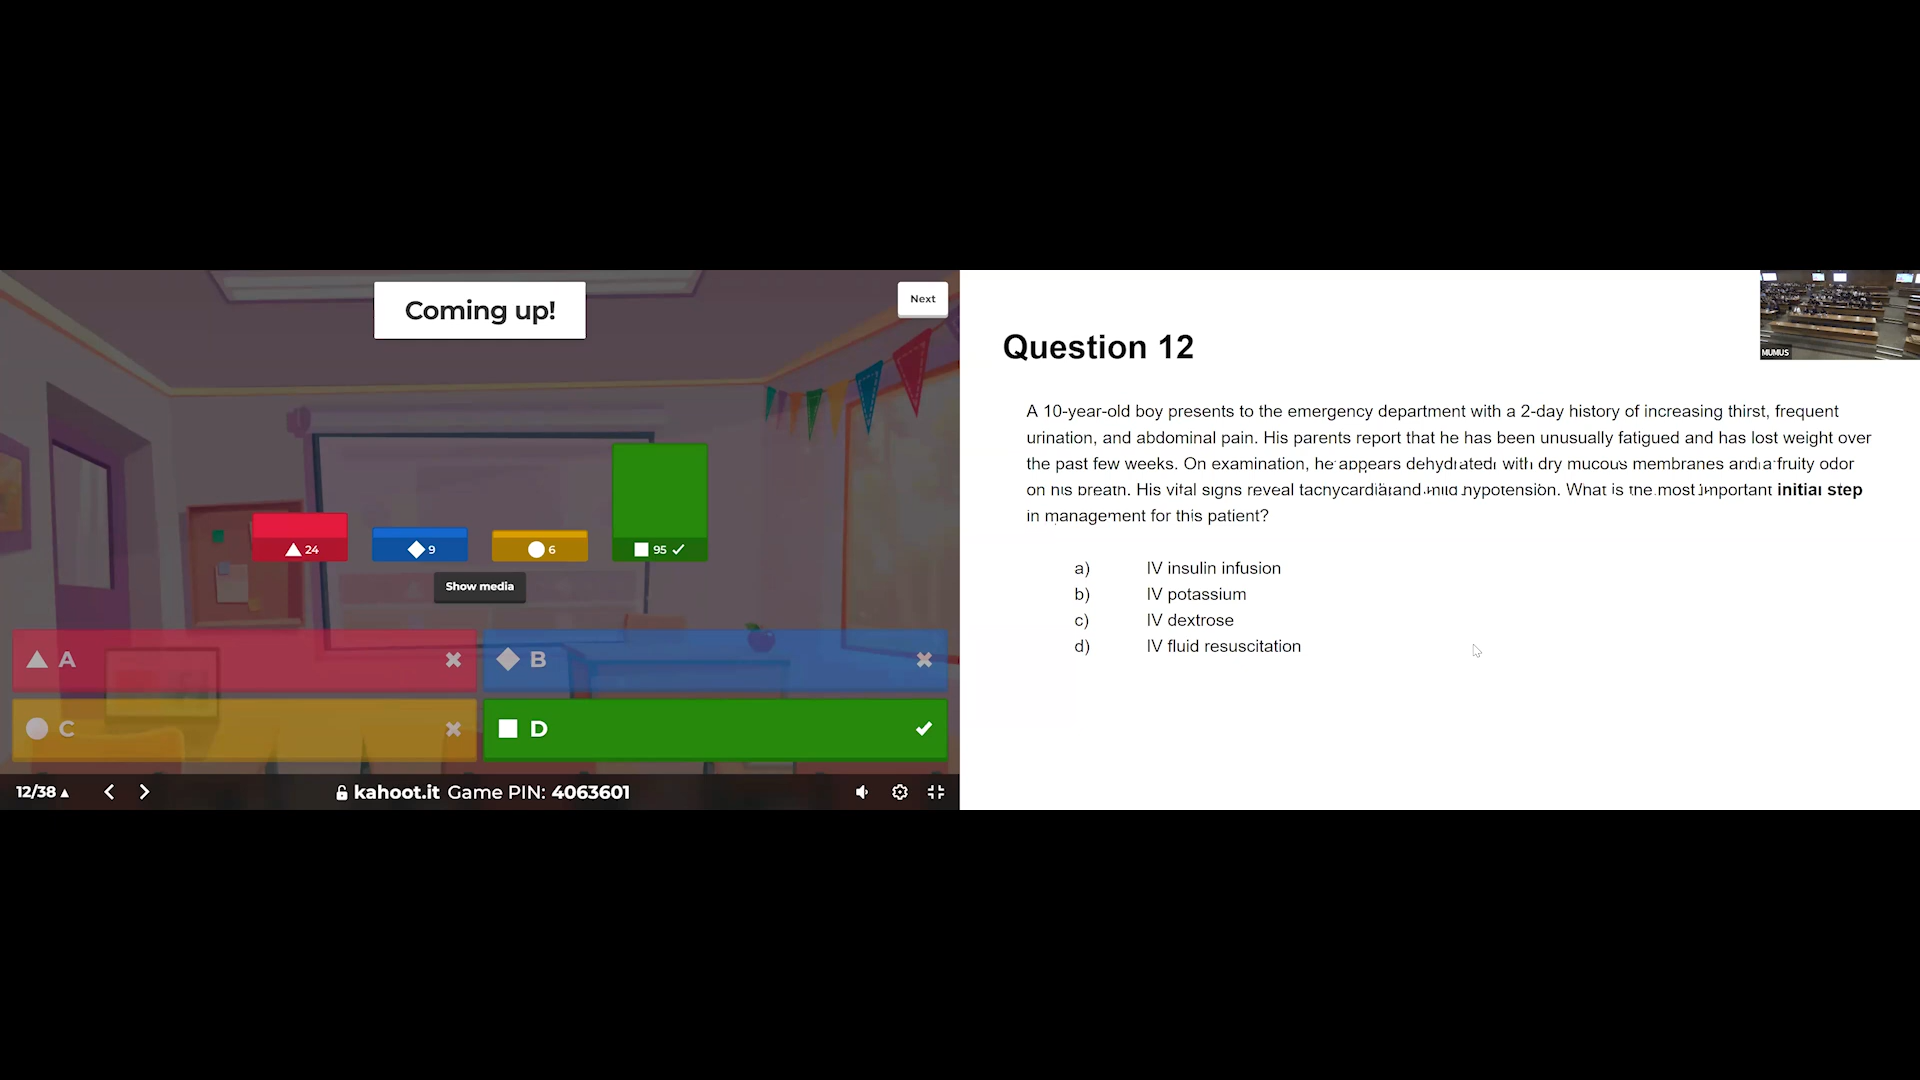 Coming up!
Next
24
9
6
95
Show media
A
B
C
D
12/38
kahoot.it Game PIN: 4063601
MUMUS
Question 12
A 10-year-old boy presents to the emergency department with a 2-day history of increasing thirst, frequent
urination, and abdominal pain. His parents report that he has been unusually fatigued and has lost weight over
the past few weeks. On examination, he appears dehydrated with dry mucous membranes and a fruity odor
on his breath. His vital signs reveal tachycardia and mild hypotension. What is the most important initial step
in management for this patient?
a) IV insulin infusion
b) IV potassium
c) IV dextrose
d) IV fluid resuscitation